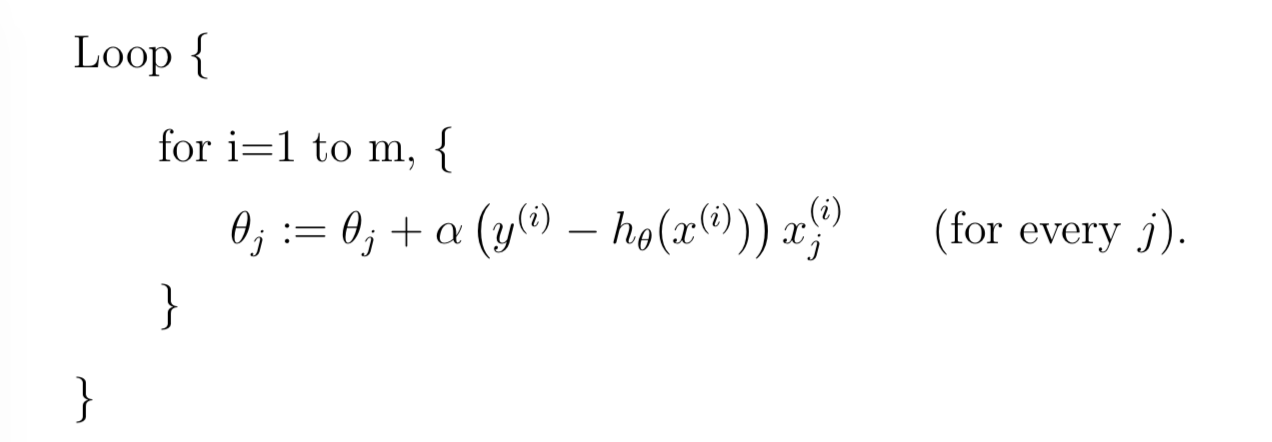 Loop {
for i=1 to m, {
θ_j := θ_j + α (y^{(i)} − h_θ(x^{(i)})) x_j^{(i)} (for every j).
}
}